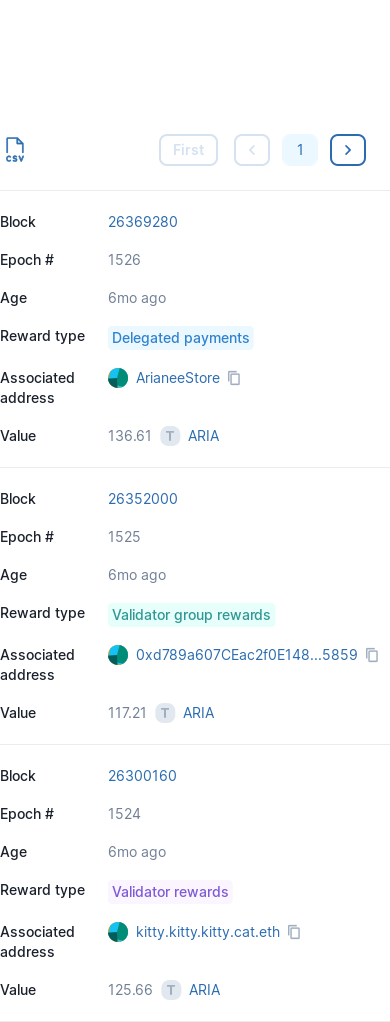 CSV First 1
Block 26369280
Epoch # 1526
Age 6mo ago
Reward type Delegated payments
Associated address ArianeeStore
Value 136.61 T ARIA
Block 26352000
Epoch # 1525
Age 6mo ago
Reward type Validator group rewards
Associated address 0xd789a607CEac2f0E148...5859
Value 117.21 T ARIA
Block 26300160
Epoch # 1524
Age 6mo ago
Reward type Validator rewards
Associated address kitty.kitty.kitty.cat.eth
Value 125.66 T ARIA